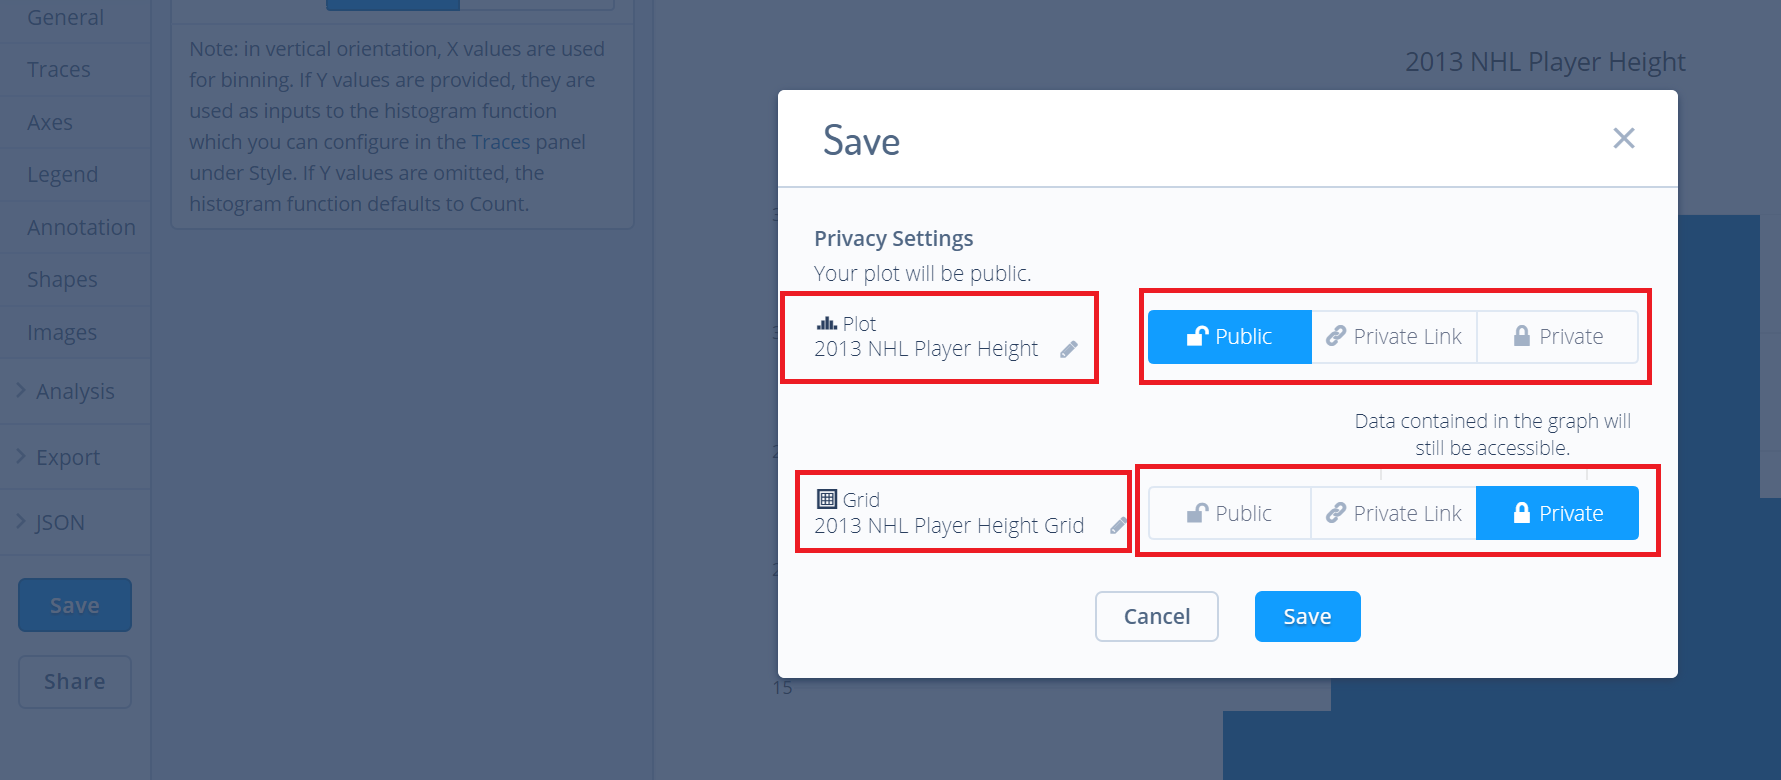 General
Traces
Axes
Legend
Annotation
Shapes
Images
Analysis
Export
JSON
Save
Share
Note: in vertical orientation, X values are used
for binning. If Y values are provided, they are
used as inputs to the histogram function
which you can configure in the Traces panel
under Style. If Y values are omitted, the
histogram function defaults to Count.
2013 NHL Player Height
Save
Privacy Settings
Your plot will be public.
Plot
2013 NHL Player Height
Public Private Link Private
Data contained in the graph will
still be accessible.
Grid
2013 NHL Player Height Grid
Public Private Link Private
Cancel Save
15